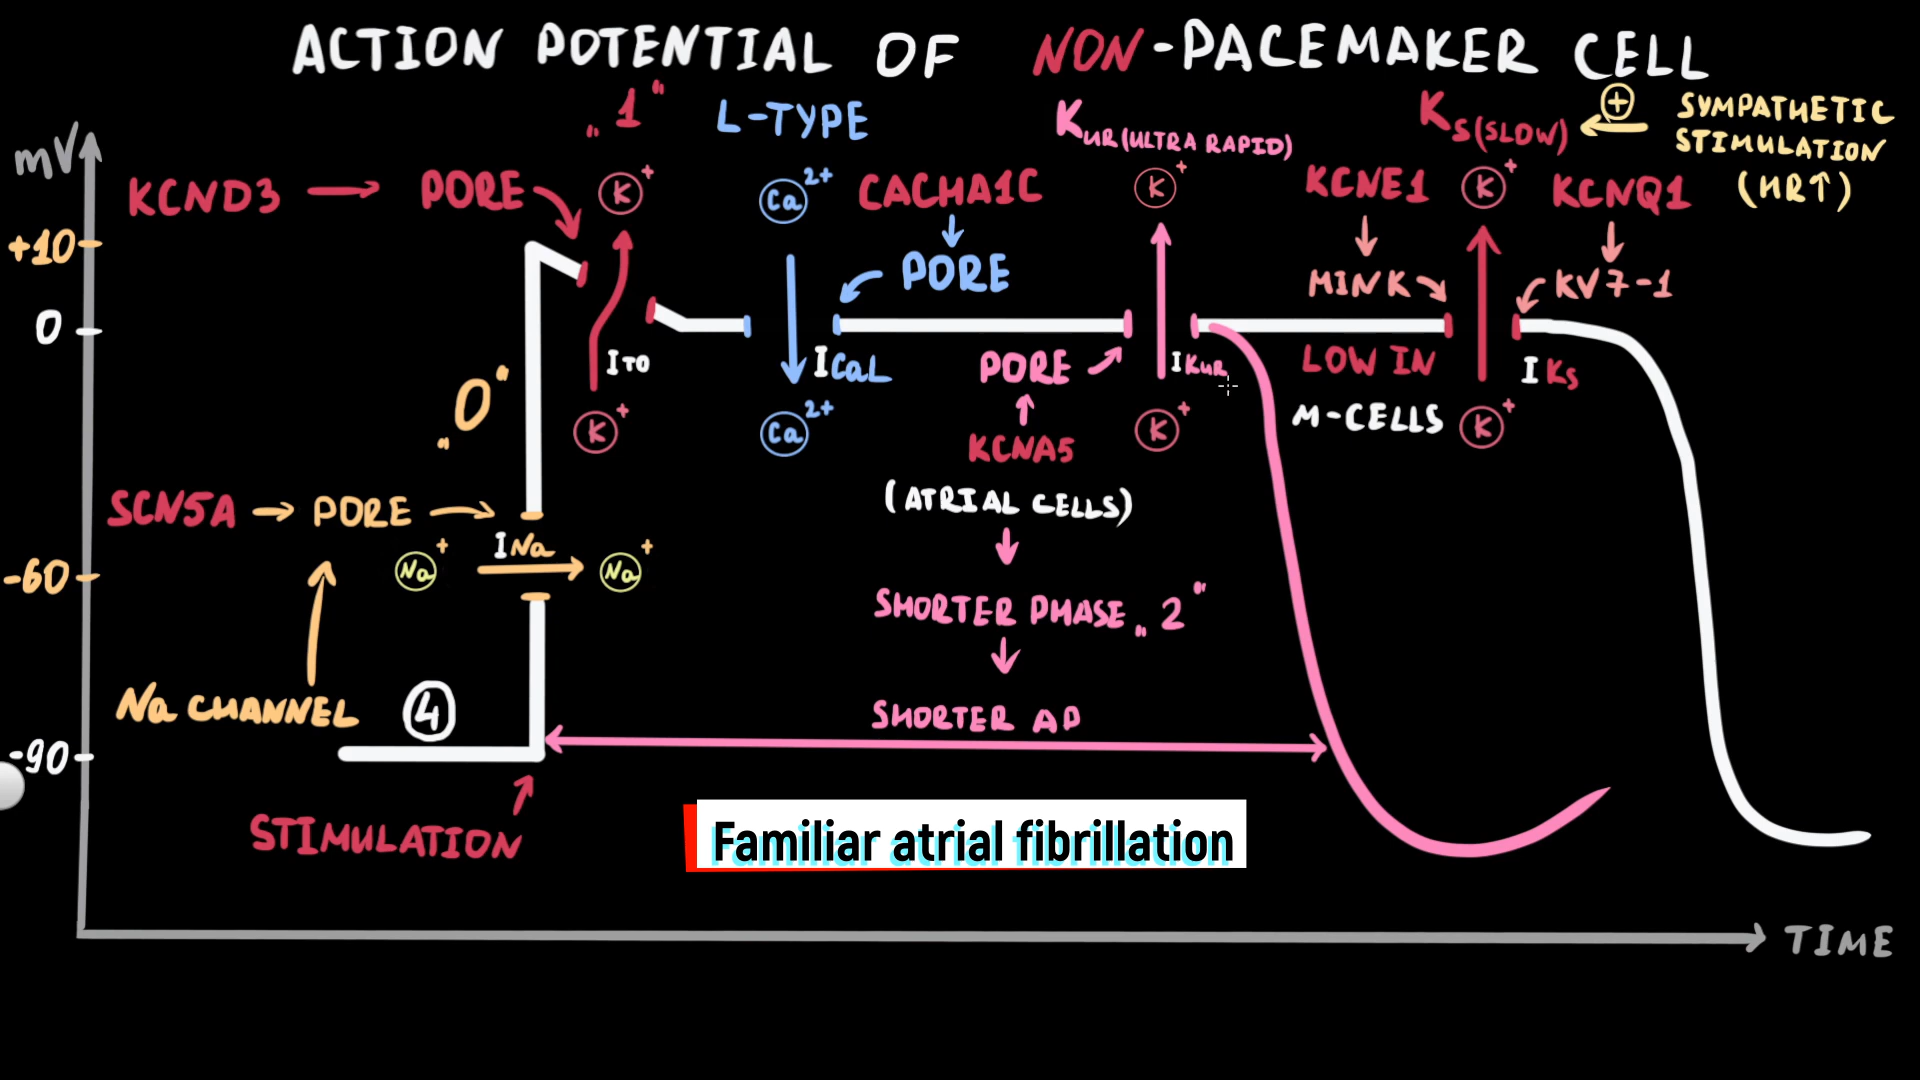 ACTION POTENTIAL OF NON-PACEMAKER CELL
mV
„1"
L-TYPE
KUR(ULTRA RAPID)
KS(SLOW)
+
SYMPATHETIC
STIMULATION
(HR↑)
KCND3 → PORE
K+
Ca2+
CACHA1C
K+
KCNE1
K+
KCNQ1
+10
PORE
MINK
KV7-1
0
ITO
ICaL
PORE
IKUR
LOW IN
M-CELLS
IKS
„0"
K+
Ca2+
KCNA5
K+
K+
(ATRIAL CELLS)
SCN5A → PORE →
INa
-60
Na+
Na+
SHORTER PHASE „2"
Na CHANNEL
4
SHORTER AP
-90
STIMULATION
Familiar atrial fibrillation
TIME